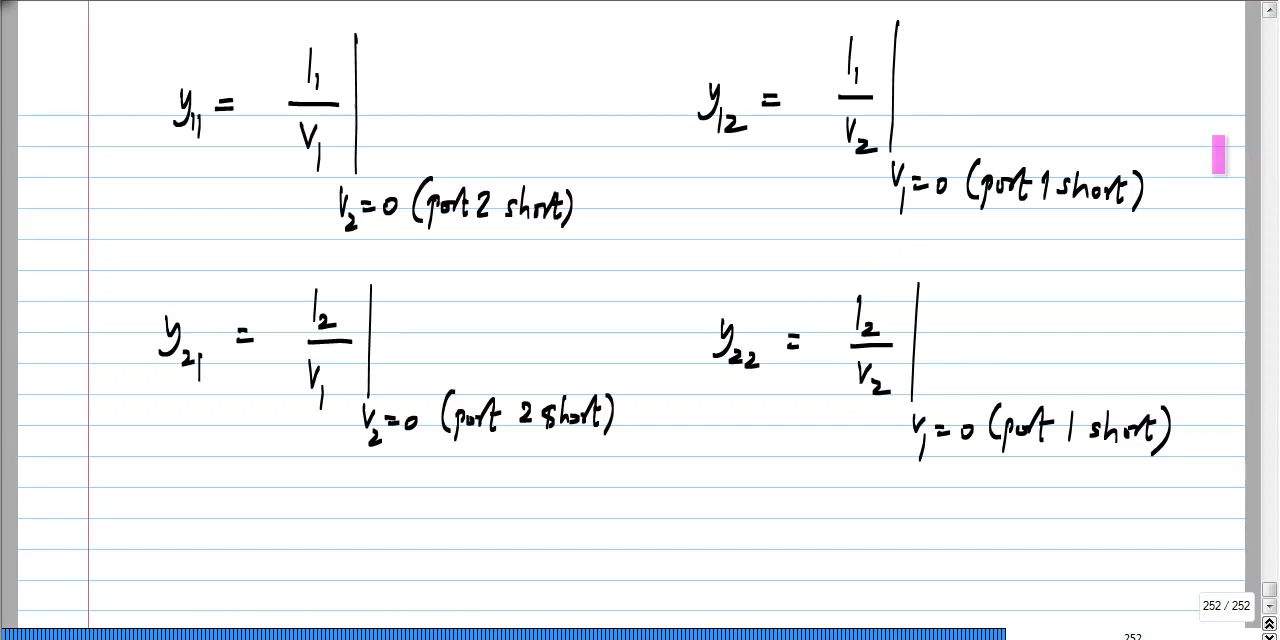 y11 = I1/V1 | V2=0 (port 2 short)
y12 = I1/V2 | V1=0 (port 1 short)
y21 = I2/V1 | V2=0 (port 2 short)
y22 = I2/V2 | V1=0 (port 1 short)
252 / 252
252